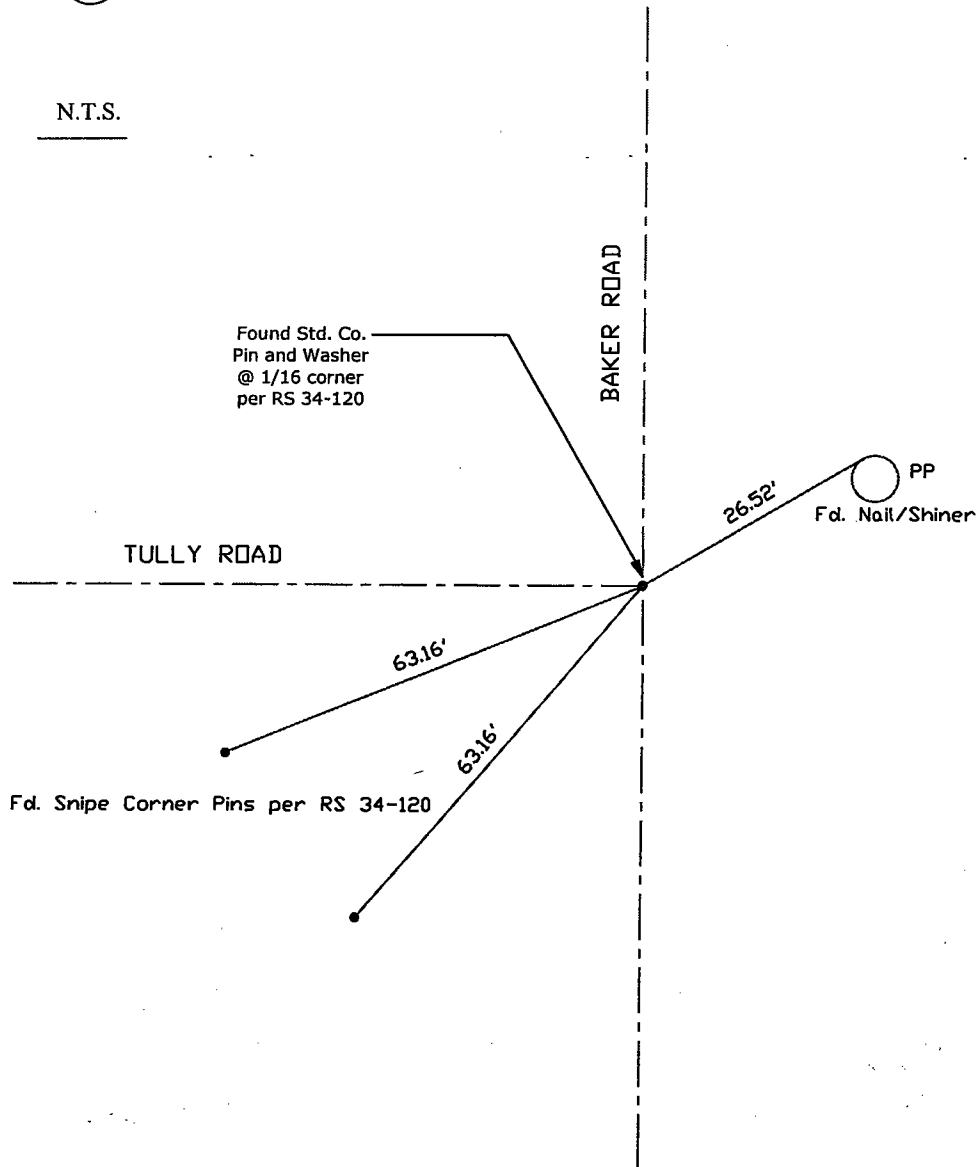 N.T.S.
BAKER ROAD
Found Std. Co.
Pin and Washer
@ 1/16 corner
per RS 34-120
26.52'
PP
Fd. Nail/Shiner
TULLY ROAD
63.16'
63.16'
Fd. Snipe Corner Pins per RS 34-120